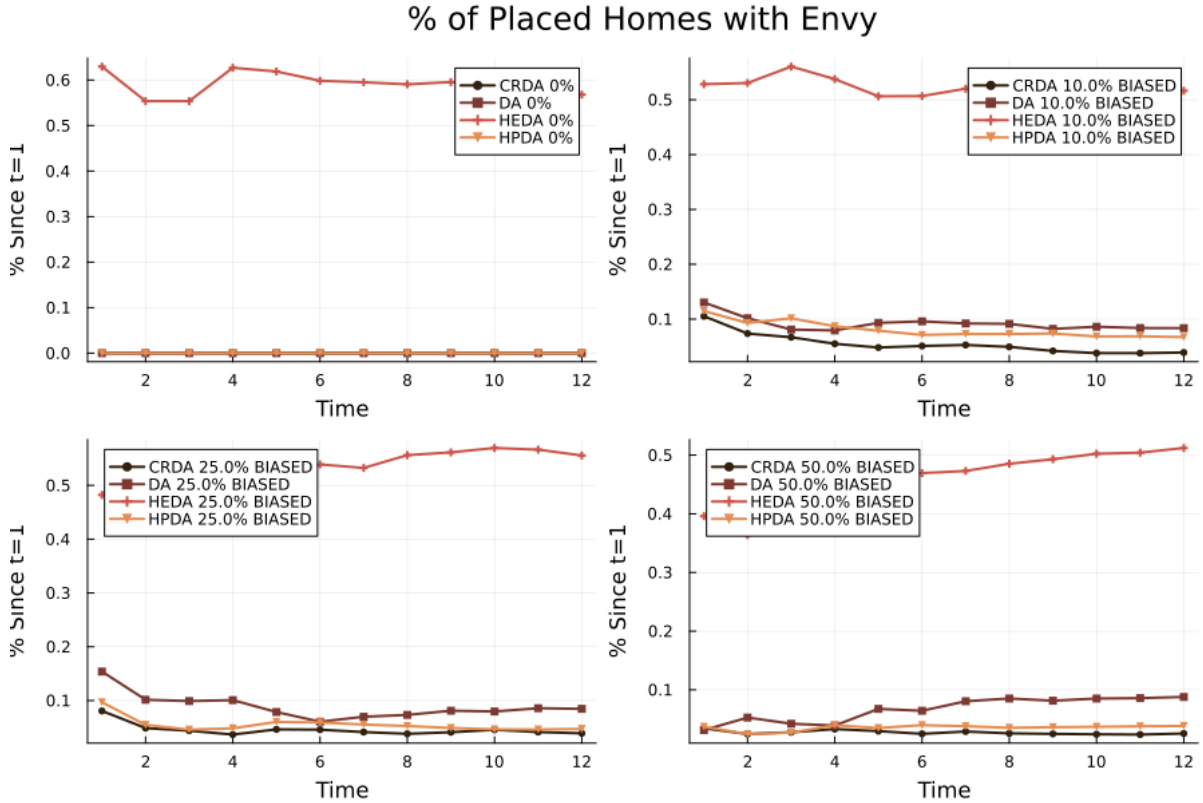 % of Placed Homes with Envy
% Since t=1
0.6
0.5
0.4
0.3
0.2
0.1
0.0
CRDA 0%
DA 0%
HEDA 0%
HPDA 0%
2 4 6 8 10 12
Time
% Since t=1
0.5
0.4
0.3
0.2
0.1
CRDA 10.0% BIASED
DA 10.0% BIASED
HEDA 10.0% BIASED
HPDA 10.0% BIASED
2 4 6 8 10 12
Time
% Since t=1
0.5
0.4
0.3
0.2
0.1
CRDA 25.0% BIASED
DA 25.0% BIASED
HEDA 25.0% BIASED
HPDA 25.0% BIASED
2 4 6 8 10 12
Time
% Since t=1
0.5
0.4
0.3
0.2
0.1
CRDA 50.0% BIASED
DA 50.0% BIASED
HEDA 50.0% BIASED
HPDA 50.0% BIASED
2 4 6 8 10 12
Time